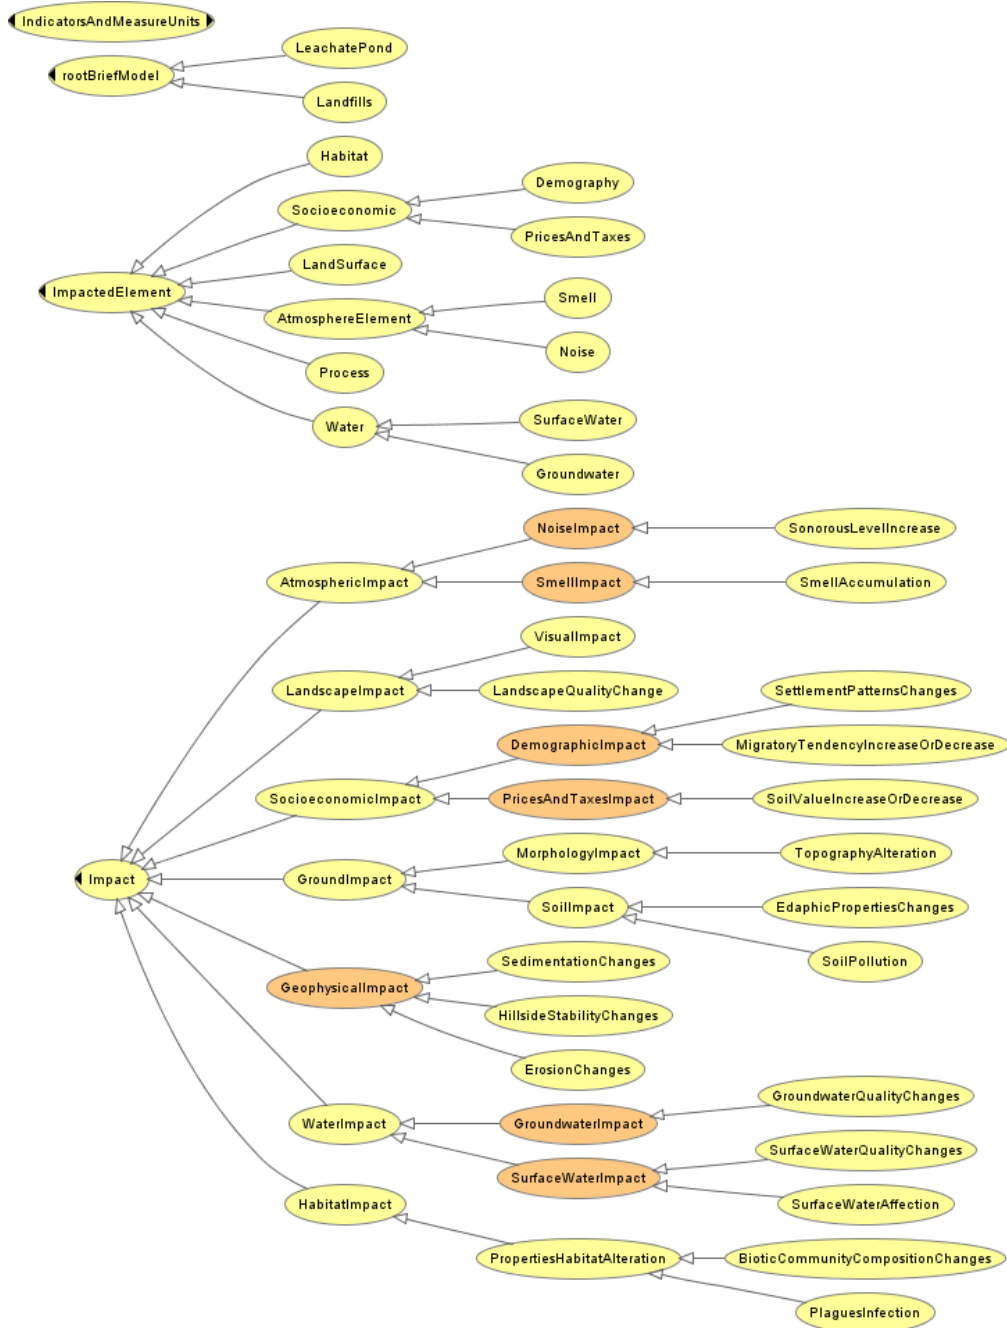 IndicatorsAndMeasureUnits
LeachatePond
rootBriefModel
Landfills
Habitat
Demography
Socioeconomic
PricesAndTaxes
LandSurface
ImpactedElement
Smell
AtmosphereElement
Noise
Process
SurfaceWater
Water
Groundwater
NoiseImpact
SonorousLevelIncrease
AtmosphericImpact
SmellImpact
SmellAccumulation
VisualImpact
LandscapeImpact
LandscapeQualityChange
SettlementPatternsChanges
DemographicImpact
MigratoryTendencyIncreaseOrDecrease
SocioeconomicImpact
PricesAndTaxesImpact
SoilValueIncreaseOrDecrease
MorphologyImpact
TopographyAlteration
Impact
GroundImpact
SoilImpact
EdaphicPropertiesChanges
SoilPollution
SedimentationChanges
GeophysicalImpact
HillsideStabilityChanges
ErosionChanges
GroundwaterQualityChanges
WaterImpact
GroundwaterImpact
SurfaceWaterQualityChanges
SurfaceWaterImpact
SurfaceWaterAffection
HabitatImpact
PropertiesHabitatAlteration
BioticCommunityCompositionChanges
PlaguesInfection